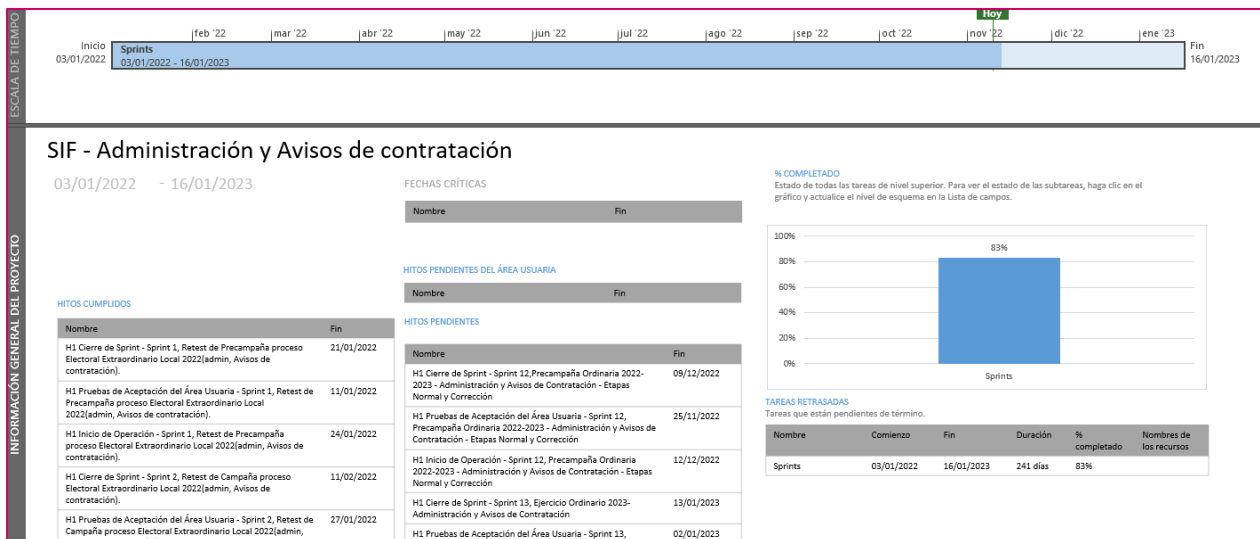 ESCALA DE TIEMPO
Hoy
feb '22 mar '22 abr '22 may '22 jun '22 jul '22 ago '22 sep '22 oct '22 nov '22 dic '22 ene '23
Inicio
03/01/2022
Sprints
03/01/2022 - 16/01/2023
Fin
16/01/2023
INFORMACIÓN GENERAL DEL PROYECTO
SIF - Administración y Avisos de contratación
03/01/2022 - 16/01/2023
HITOS CUMPLIDOS
Nombre Fin
H1 Cierre de Sprint - Sprint 1, Retest de Precampaña proceso 21/01/2022
Electoral Extraordinario Local 2022(admin, Avisos de
contratación).
H1 Pruebas de Aceptación del Área Usuaria - Sprint 1, Retest de 11/01/2022
Precampaña proceso Electoral Extraordinario Local
2022(admin, Avisos de contratación).
H1 Inicio de Operación - Sprint 1, Retest de Precampaña 24/01/2022
proceso Electoral Extraordinario Local 2022(admin, Avisos de
contratación).
H1 Cierre de Sprint - Sprint 2, Retest de Campaña proceso 11/02/2022
Electoral Extraordinario Local 2022(admin, Avisos de
contratación).
H1 Pruebas de Aceptación del Área Usuaria - Sprint 2, Retest de 27/01/2022
Campaña proceso Electoral Extraordinario Local 2022(admin,
FECHAS CRÍTICAS
Nombre Fin
HITOS PENDIENTES DEL ÁREA USUARIA
Nombre Fin
HITOS PENDIENTES
Nombre Fin
H1 Cierre de Sprint - Sprint 12,Precampaña Ordinaria 2022- 09/12/2022
2023 - Administración y Avisos de Contratación - Etapas
Normal y Corrección
H1 Pruebas de Aceptación del Área Usuaria - Sprint 12, 25/11/2022
Precampaña Ordinaria 2022-2023 - Administración y Avisos de
Contratación - Etapas Normal y Corrección
H1 Inicio de Operación - Sprint 12, Precampaña Ordinaria 12/12/2022
2022-2023 - Administración y Avisos de Contratación - Etapas
Normal y Corrección
H1 Cierre de Sprint - Sprint 13, Ejercicio Ordinario 2023- 13/01/2023
Administración y Avisos de Contratación
H1 Pruebas de Aceptación del Área Usuaria - Sprint 13, 02/01/2023
% COMPLETADO
Estado de todas las tareas de nivel superior. Para ver el estado de las subtareas, haga clic en el
gráfico y actualice el nivel de esquema en la Lista de campos.
100%
83%
80%
60%
40%
20%
0%
Sprints
TAREAS RETRASADAS
Tareas que están pendientes de término.
Nombre Comienzo Fin Duración % completado Nombres de los recursos
Sprints 03/01/2022 16/01/2023 241 días 83%